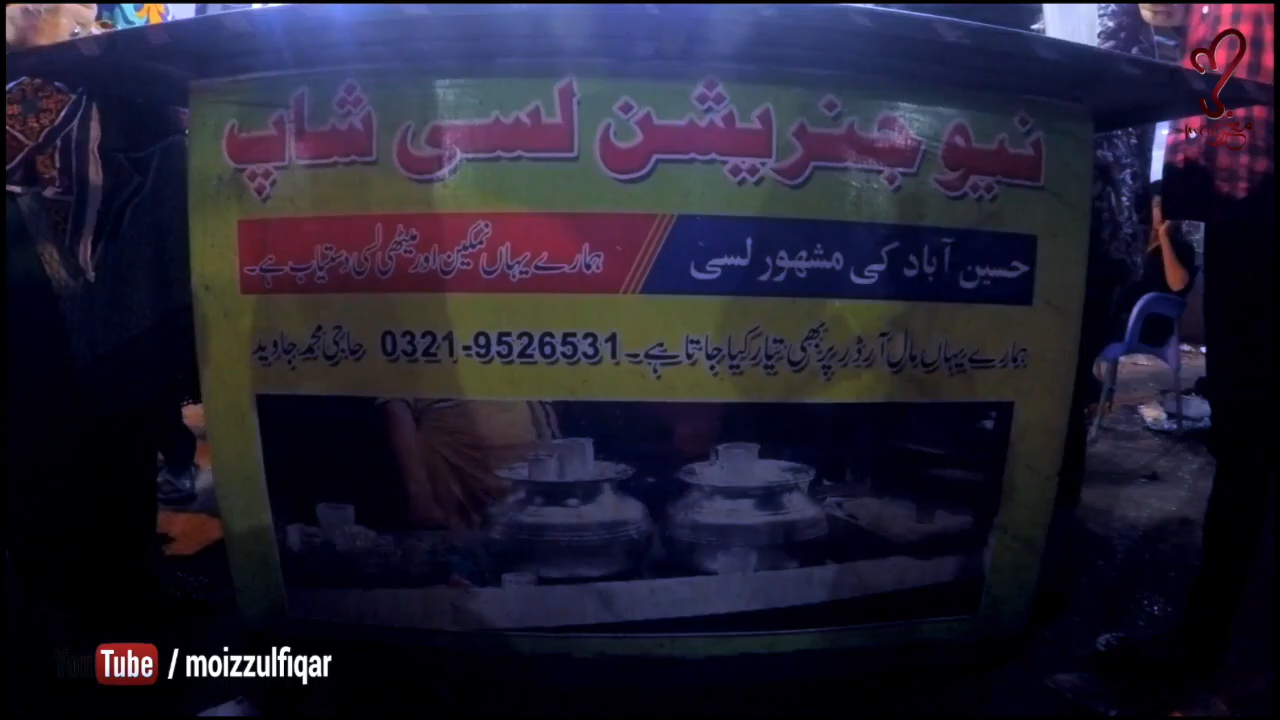 نیو جنریشن لسی شاپ
حسین آباد کی مشہور لسی
ہمارے یہاں نمکین اور میٹھی لسی دستیاب ہے۔
ہمارے یہاں مال آرڈر پر بھی تیار کیا جاتا ہے۔ 0321-9526531 حاجی محمد جاوید
YouTube / moizzulfiqar